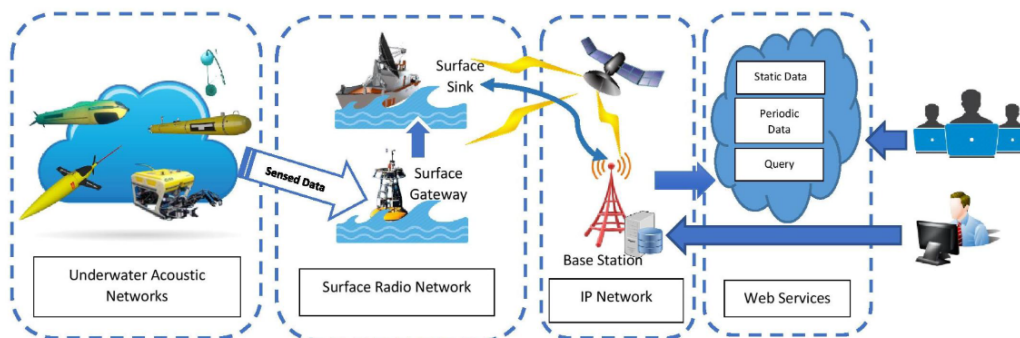 Sensed Data
Underwater Acoustic
Networks
Surface
Sink
Surface
Gateway
Surface Radio Network
Base Station
IP Network
Static Data
Periodic
Data
Query
Web Services